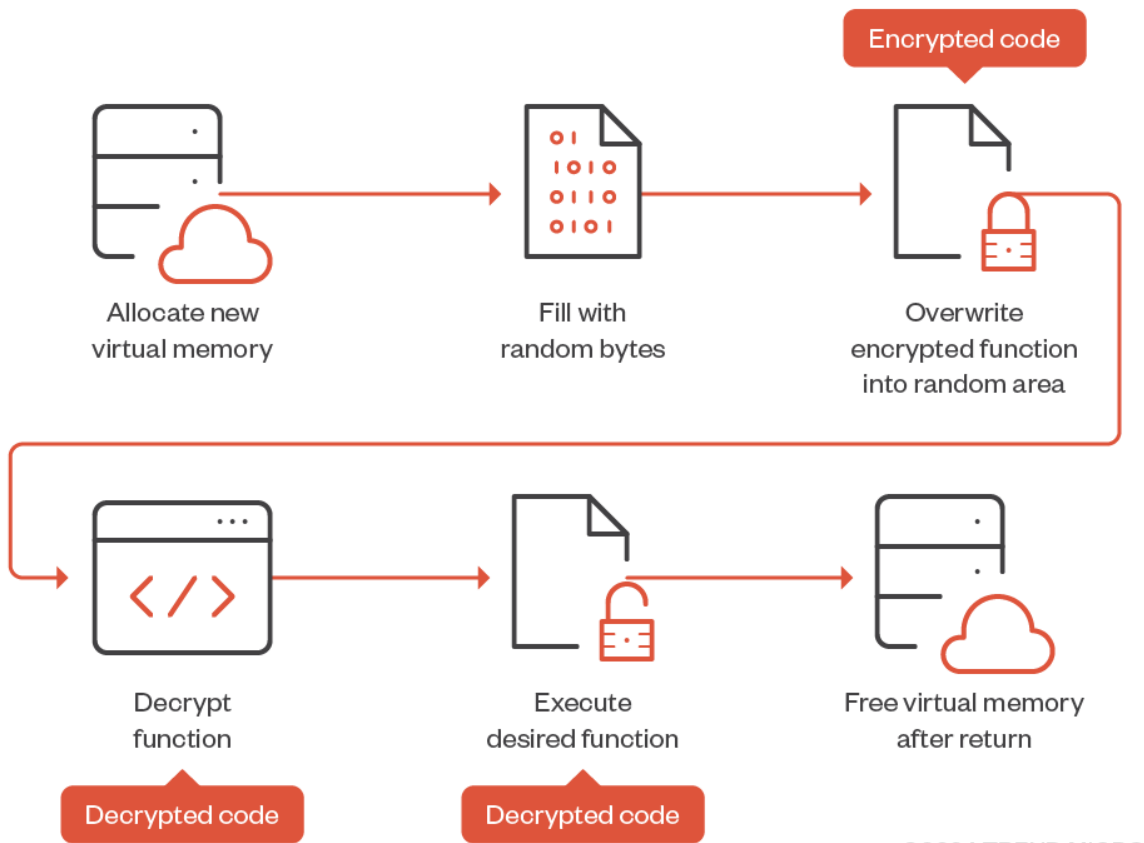 Encrypted code
Allocate new
virtual memory
Fill with
random bytes
Overwrite
encrypted function
into random area
Decrypt
function
Execute
desired function
Free virtual memory
after return
Decrypted code
Decrypted code